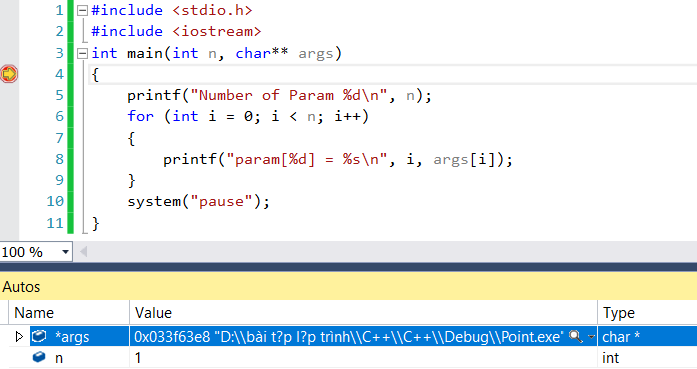 1 #include <stdio.h>
2 #include <iostream>
3 int main(int n, char** args)
4 {
5 printf("Number of Param %d\n", n);
6 for (int i = 0; i < n; i++)
7 {
8 printf("param[%d] = %s\n", i, args[i]);
9 }
10 system("pause");
11 }
100 %
Autos
Name Value Type
*args 0x033f63e8 "D:\\bài t?p l?p trình\\C++\\C++\\Debug\\Point.exe" char *
n 1 int